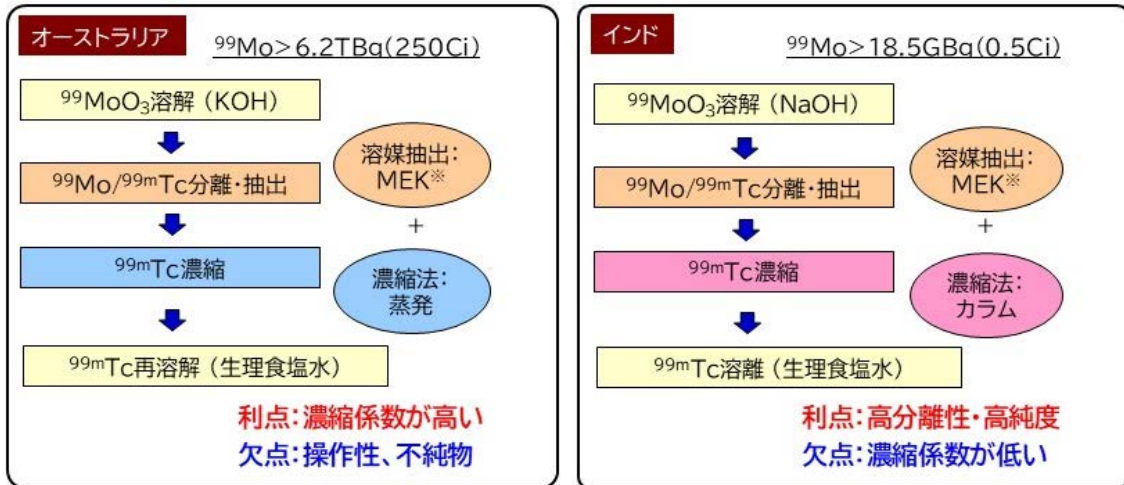 オーストラリア
⁹⁹Mo>6.2TBq(250Ci)
⁹⁹MoO₃溶解（KOH）
⁹⁹Mo/⁹⁹ᵐTc分離・抽出
⁹⁹ᵐTc濃縮
⁹⁹ᵐTc再溶解（生理食塩水）
溶媒抽出：
MEK※
+
濃縮法：
蒸発
利点：濃縮係数が高い
欠点：操作性、不純物
インド
⁹⁹Mo>18.5GBq(0.5Ci)
⁹⁹MoO₃溶解（NaOH）
⁹⁹Mo/⁹⁹ᵐTc分離・抽出
⁹⁹ᵐTc濃縮
⁹⁹ᵐTc溶離（生理食塩水）
溶媒抽出：
MEK※
+
濃縮法：
カラム
利点：高分離性・高純度
欠点：濃縮係数が低い